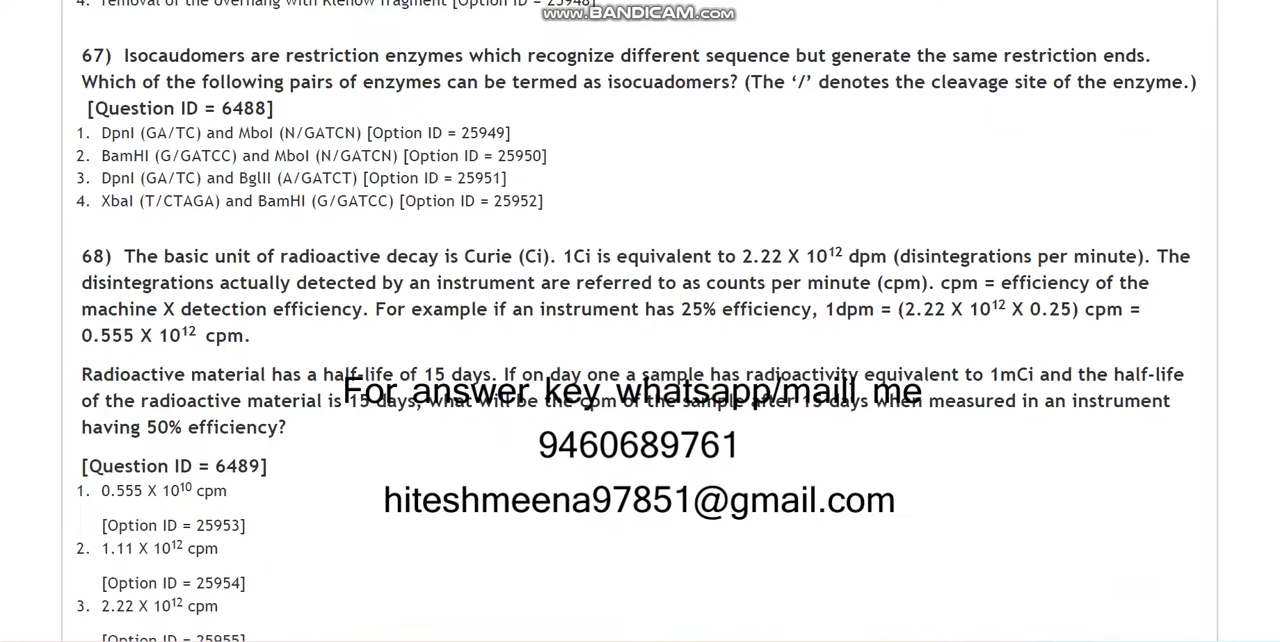 4. removal of the overhang with Klenow fragment [Option ID = 25948]
www.BANDICAM.com
67) Isocaudomers are restriction enzymes which recognize different sequence but generate the same restriction ends.
Which of the following pairs of enzymes can be termed as isocuadomers? (The ‘/’ denotes the cleavage site of the enzyme.)
[Question ID = 6488]
1. DpnI (GA/TC) and MboI (N/GATCN) [Option ID = 25949]
2. BamHI (G/GATCC) and MboI (N/GATCN) [Option ID = 25950]
3. DpnI (GA/TC) and BglII (A/GATCT) [Option ID = 25951]
4. XbaI (T/CTAGA) and BamHI (G/GATCC) [Option ID = 25952]
68) The basic unit of radioactive decay is Curie (Ci). 1Ci is equivalent to 2.22 X 10¹² dpm (disintegrations per minute). The
disintegrations actually detected by an instrument are referred to as counts per minute (cpm). cpm = efficiency of the
machine X detection efficiency. For example if an instrument has 25% efficiency, 1dpm = (2.22 X 10¹² X 0.25) cpm =
0.555 X 10¹² cpm.
Radioactive material has a half-life of 15 days. If on day one a sample has radioactivity equivalent to 1mCi and the half-life
For answer key whatsapp/maill me
of the radioactive material is 15 days, what will be the cpm of the sample after 15 days when measured in an instrument
having 50% efficiency?
9460689761
[Question ID = 6489]
1. 0.555 X 10¹⁰ cpm
hiteshmeena97851@gmail.com
[Option ID = 25953]
2. 1.11 X 10¹² cpm
[Option ID = 25954]
3. 2.22 X 10¹² cpm
[Option ID = 25955]